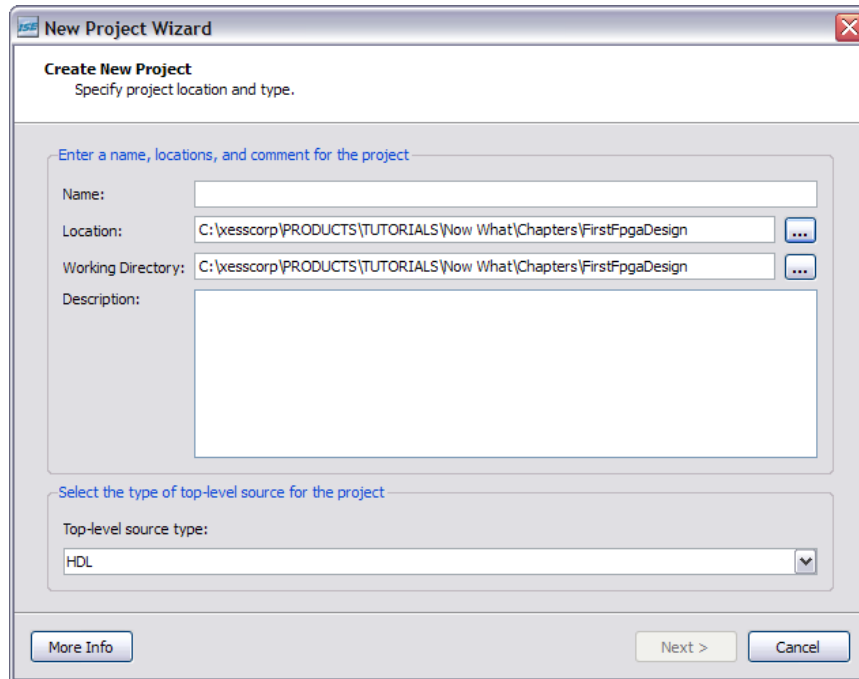 ISE New Project Wizard
Create New Project
Specify project location and type.
Enter a name, locations, and comment for the project
Name:
Location: C:\xesscorp\PRODUCTS\TUTORIALS\Now What\Chapters\FirstFpgaDesign ...
Working Directory: C:\xesscorp\PRODUCTS\TUTORIALS\Now What\Chapters\FirstFpgaDesign ...
Description:
Select the type of top-level source for the project
Top-level source type:
HDL
More Info Next > Cancel